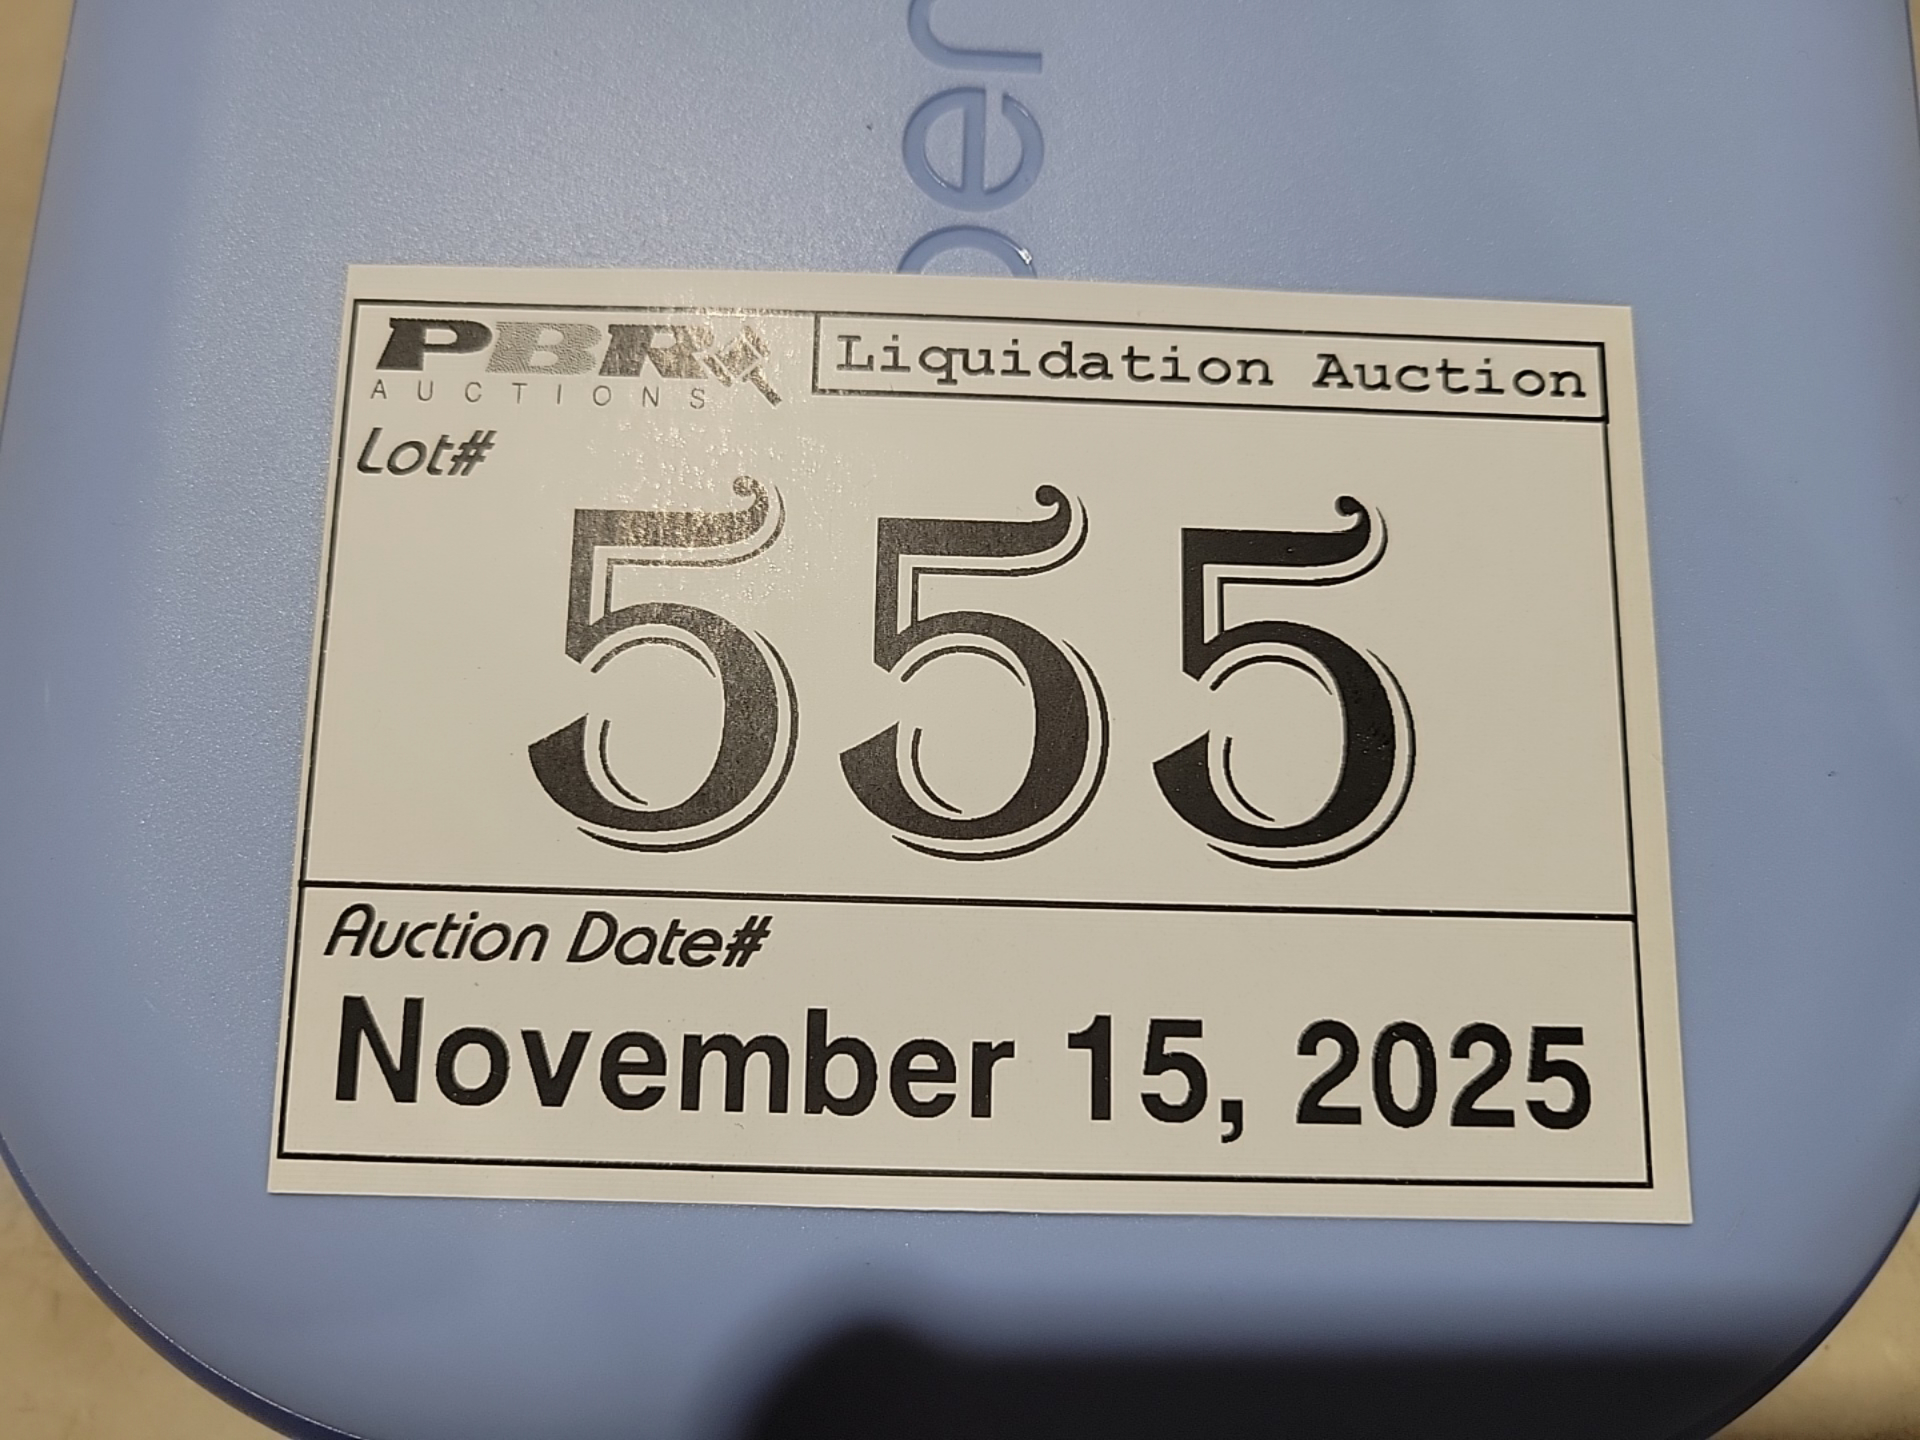 PBR
AUCTIONS
Liquidation Auction
Lot#
555
Auction Date#
November 15, 2025